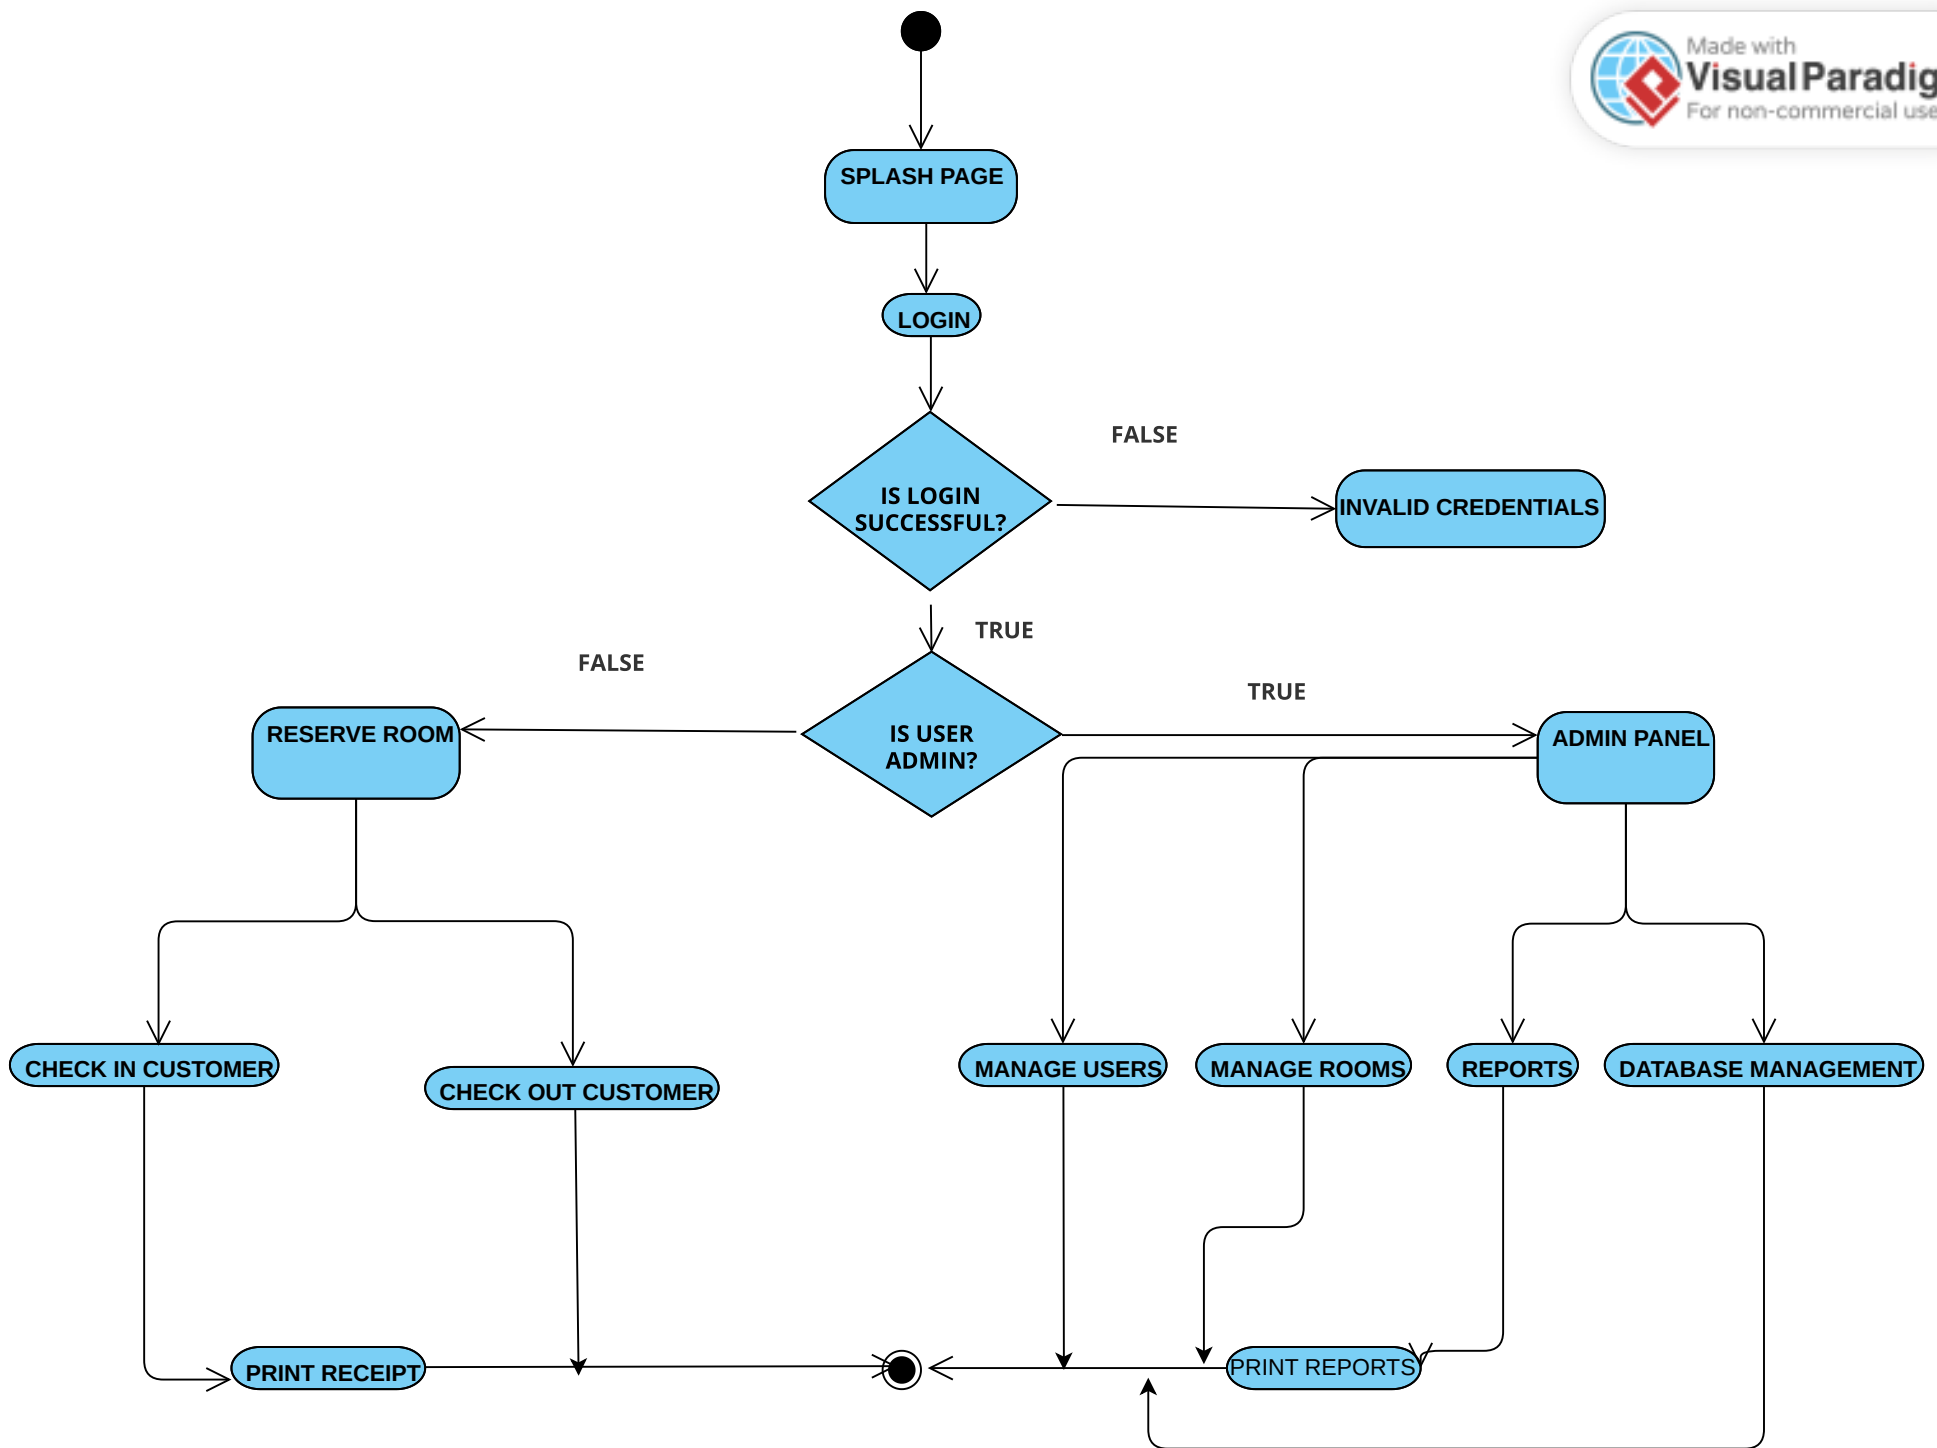 Made with
Visual Paradig
For non-commercial use
SPLASH PAGE
LOGIN
FALSE
IS LOGIN
SUCCESSFUL?
INVALID CREDENTIALS
TRUE
FALSE
TRUE
RESERVE ROOM
IS USER
ADMIN?
ADMIN PANEL
CHECK IN CUSTOMER
CHECK OUT CUSTOMER
MANAGE USERS
MANAGE ROOMS
REPORTS
DATABASE MANAGEMENT
PRINT RECEIPT
PRINT REPORTS